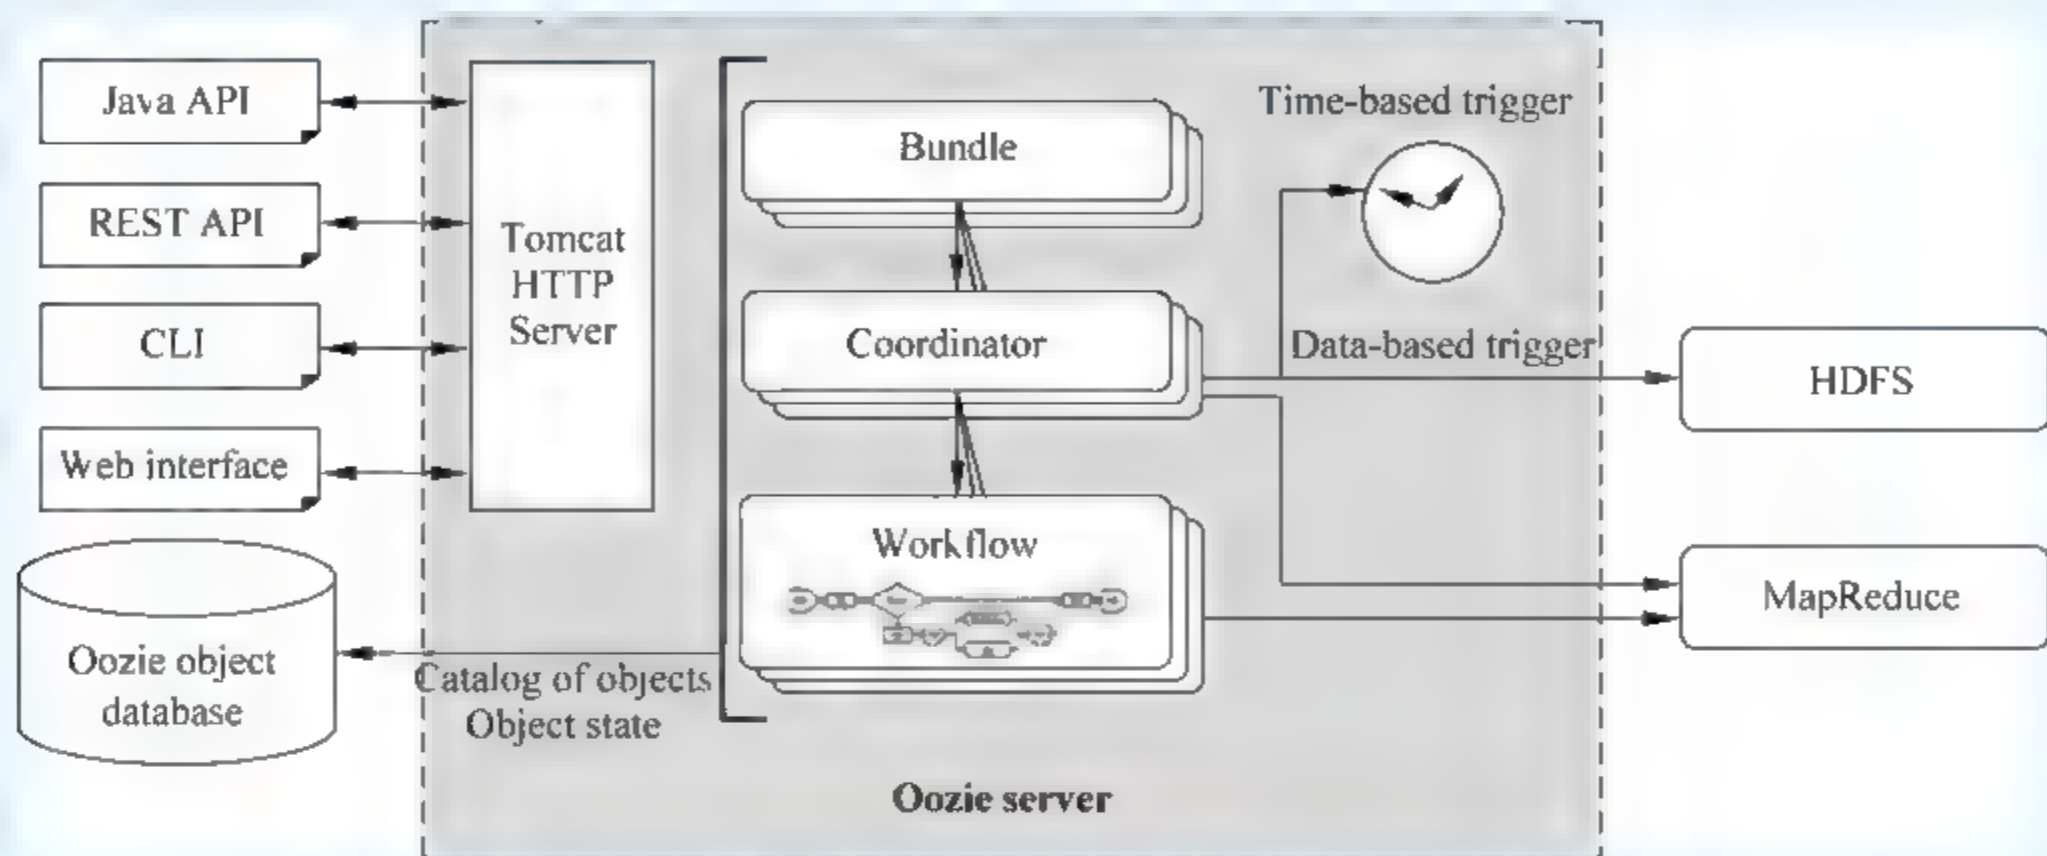 Java API
REST API
CLI
Web interface
Oozie object
database
Tomcat
HTTP
Server
Catalog of objects
Object state
Bundle
Coordinator
Workflow
Time-based trigger
Data-based trigger
HDFS
MapReduce
Oozie server